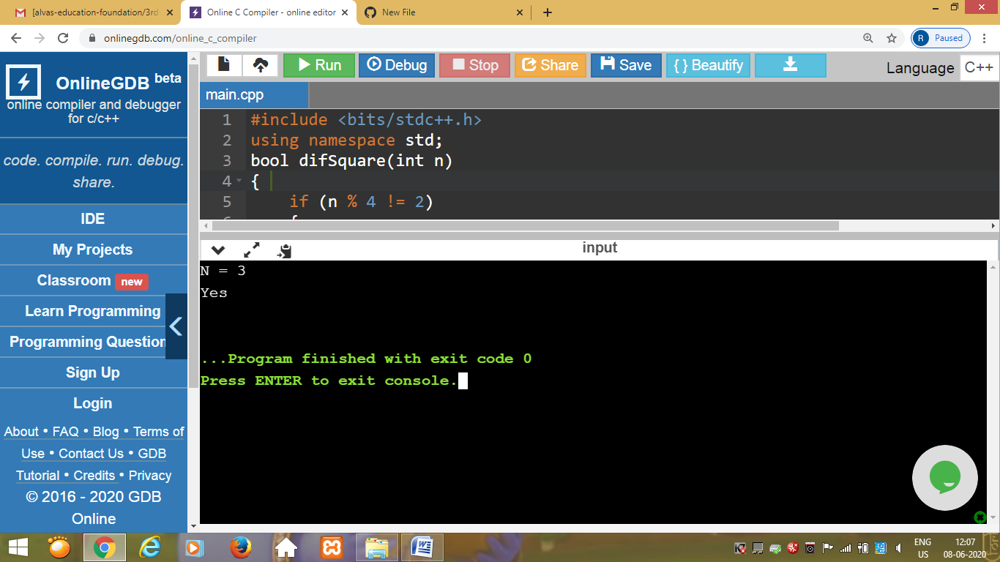 [alvas-education-foundation/3rd
Online C Compiler - online editor
New File
onlinegdb.com/online_c_compiler
R Paused
OnlineGDB beta
online compiler and debugger
for c/c++
code. compile. run. debug.
share.
IDE
My Projects
Classroom new
Learn Programming
Programming Question
Sign Up
Login
About • FAQ • Blog • Terms of
Use • Contact Us • GDB
Tutorial • Credits • Privacy
© 2016 - 2020 GDB
Online
Run
Debug
Stop
Share
Save
{ } Beautify
Language C++
main.cpp
1 #include <bits/stdc++.h>
2 using namespace std;
3 bool difSquare(int n)
4 {
5 if (n % 4 != 2)
input
N = 3
Yes
...Program finished with exit code 0
Press ENTER to exit console.
ENG
US
12:07
08-06-2020